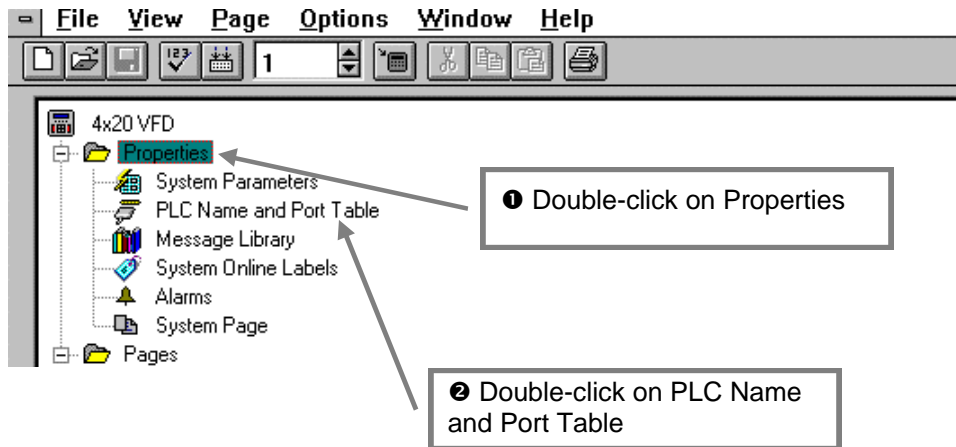 File View Page Options Window Help
123 1
4x20 VFD
Properties
System Parameters
❶ Double-click on Properties
PLC Name and Port Table
Message Library
System Online Labels
Alarms
System Page
Pages
❷ Double-click on PLC Name
and Port Table